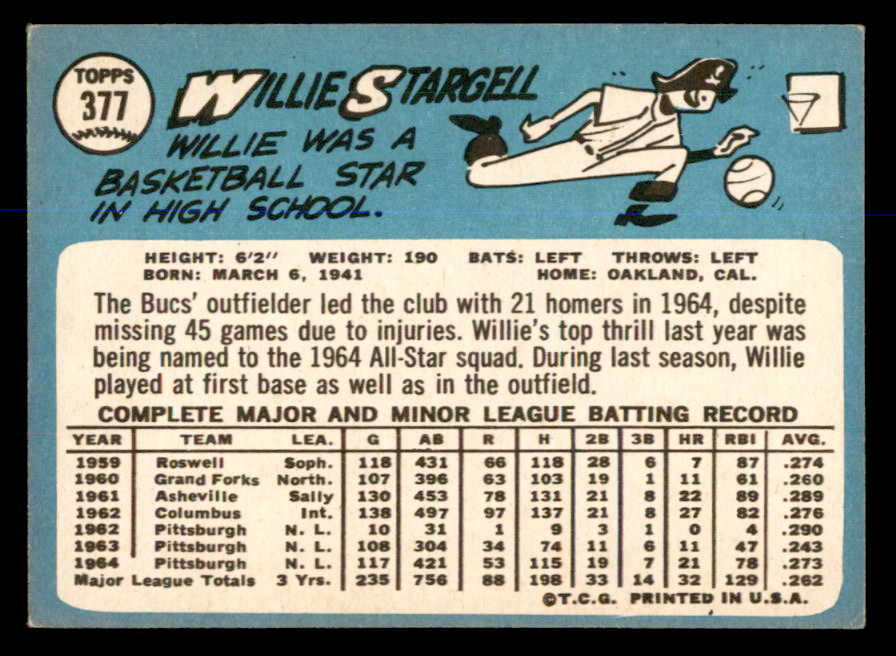 TOPPS
377
WILLIE STARGELL
WILLIE WAS A
BASKETBALL STAR
IN HIGH SCHOOL.
HEIGHT: 6'2" WEIGHT: 190 BATS: LEFT THROWS: LEFT
BORN: MARCH 6, 1941 HOME: OAKLAND, CAL.
The Bucs' outfielder led the club with 21 homers in 1964, despite
missing 45 games due to injuries. Willie's top thrill last year was
being named to the 1964 All-Star squad. During last season, Willie
played at first base as well as in the outfield.
COMPLETE MAJOR AND MINOR LEAGUE BATTING RECORD
YEAR TEAM LEA. G AB R H 2B 3B HR RBI AVG.
1959 Roswell Soph. 118 431 66 118 28 6 7 87 .274
1960 Grand Forks North. 107 396 63 103 19 1 11 61 .260
1961 Asheville Sally 130 453 78 131 21 8 22 89 .289
1962 Columbus Int. 138 497 97 137 21 8 27 82 .276
1962 Pittsburgh N. L. 10 31 1 9 3 1 0 4 .290
1963 Pittsburgh N. L. 108 304 34 74 11 6 11 47 .243
1964 Pittsburgh N. L. 117 421 53 115 19 7 21 78 .273
Major League Totals 3 Yrs. 235 756 88 198 33 14 32 129 .262
©T.C.G. PRINTED IN U.S.A.